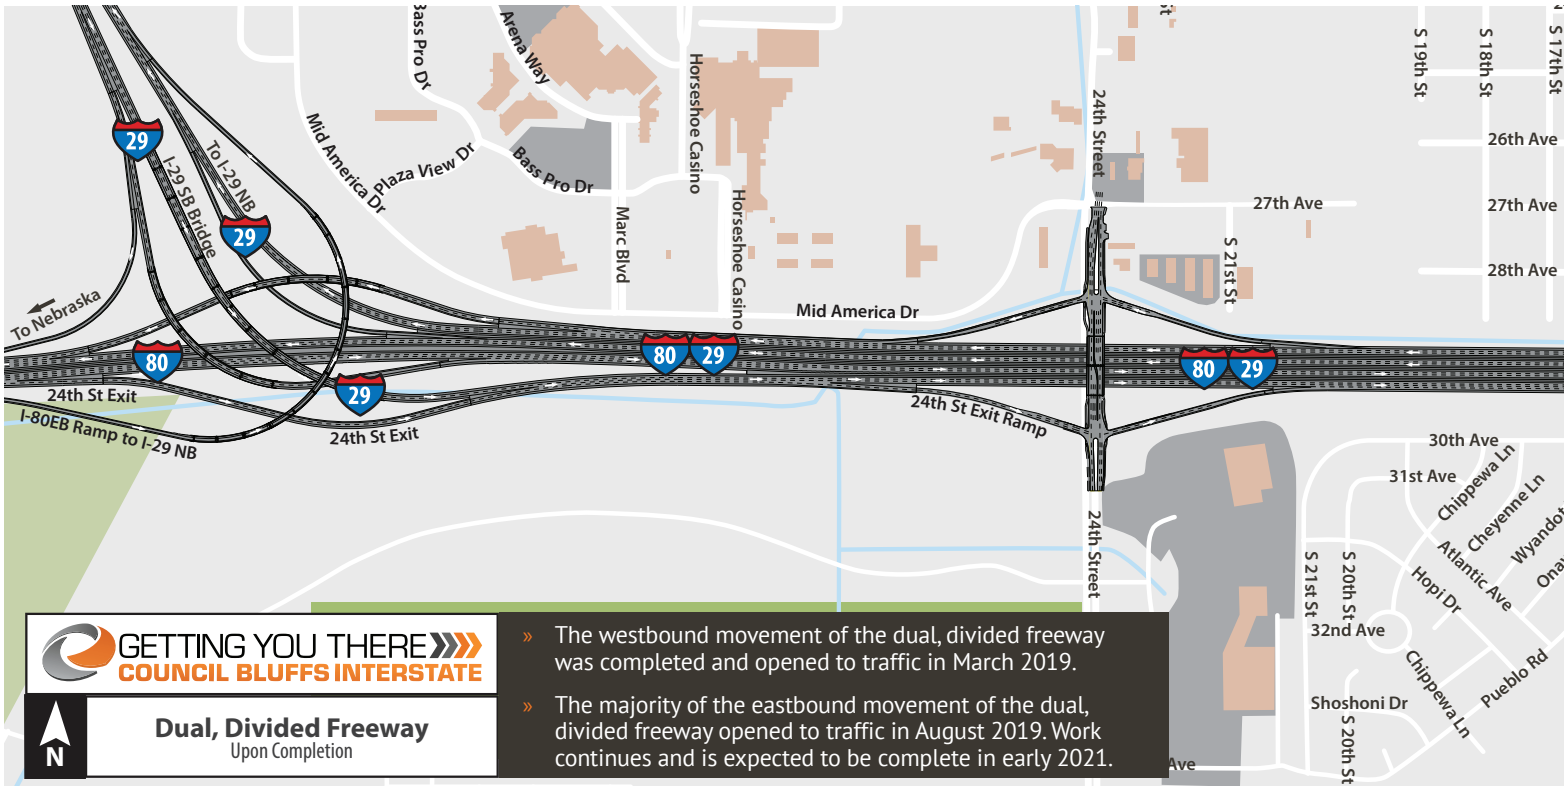 Bass Pro Dr
Arena Way
Horseshoe Casino
24th Street
St
S 19th St
S 18th St
S 17th St
N
29
I-29 SB Bridge
To I-29 NB
29
Mid America Dr
Plaza View Dr
Bass Pro Dr
26th Ave
27th Ave
27th Ave
28th Ave
Marc Blvd
Horseshoe Casino
S 21st St
To Nebraska
Mid America Dr
80
80
29
80
29
29
24th St Exit
24th St Exit
I-80EB Ramp to I-29 NB
24th St Exit Ramp
24th Street
30th Ave
31st Ave
Chippewa Ln
Cheyenne Ln
Wyandot
Onai
Atlantic Ave
Hopi Dr
S 21st St
S 20th St
32nd Ave
Chippewa Ln
Pueblo Rd
Shoshoni Dr
S 20th St
Ave
GETTING YOU THERE
COUNCIL BLUFFS INTERSTATE
N
Dual, Divided Freeway
Upon Completion
» The westbound movement of the dual, divided freeway
was completed and opened to traffic in March 2019.
» The majority of the eastbound movement of the dual,
divided freeway opened to traffic in August 2019. Work
continues and is expected to be complete in early 2021.